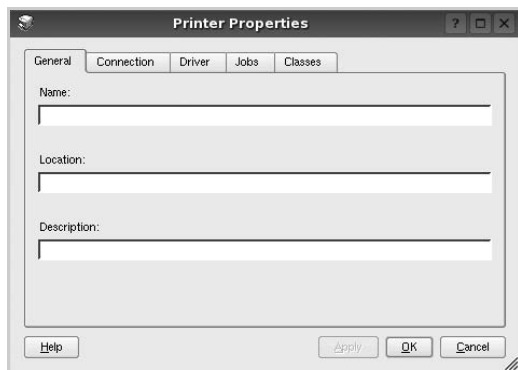 Printer Properties
General Connection Driver Jobs Classes
Name:
Location:
Description:
Help Apply OK Cancel